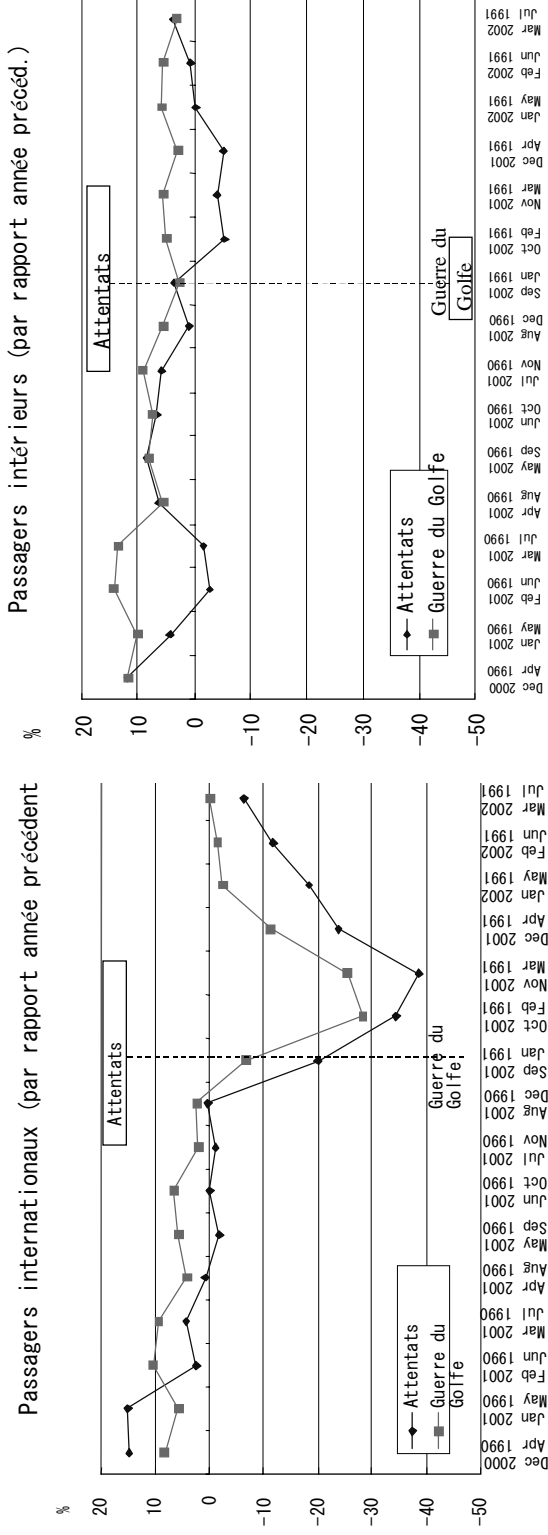 Passagers internationaux (par rapport année précédent
%
20
10
0
-10
-20
-30
-40
-50
Attentats
Guerre du
Golfe
Attentats
Guerre du
Golfe
Dec 2000
Apr 1990
Jan 2001
May 1990
Feb 2001
Jun 1990
Mar 2001
Jul 1990
Apr 2001
Aug 1990
May 2001
Sep 1990
Jun 2001
Oct 1990
Jul 2001
Nov 1990
Aug 2001
Dec 1990
Sep 2001
Jan 1991
Oct 2001
Feb 1991
Nov 2001
Mar 1991
Dec 2001
Apr 1991
Jan 2002
May 1991
Feb 2002
Jun 1991
Mar 2002
Jul 1991
Passagers intérieurs (par rapport année précéd.)
%
20
10
0
-10
-20
-30
-40
-50
Attentats
Guerre du
Golfe
Attentats
Guerre du Golfe
Dec 2000
Apr 1990
Jan 2001
May 1990
Feb 2001
Jun 1990
Mar 2001
Jul 1990
Apr 2001
Aug 1990
May 2001
Sep 1990
Jun 2001
Oct 1990
Jul 2001
Nov 1990
Aug 2001
Dec 1990
Sep 2001
Jan 1991
Oct 2001
Feb 1991
Nov 2001
Mar 1991
Dec 2001
Apr 1991
Jan 2002
May 1991
Feb 2002
Jun 1991
Mar 2002
Jul 1991